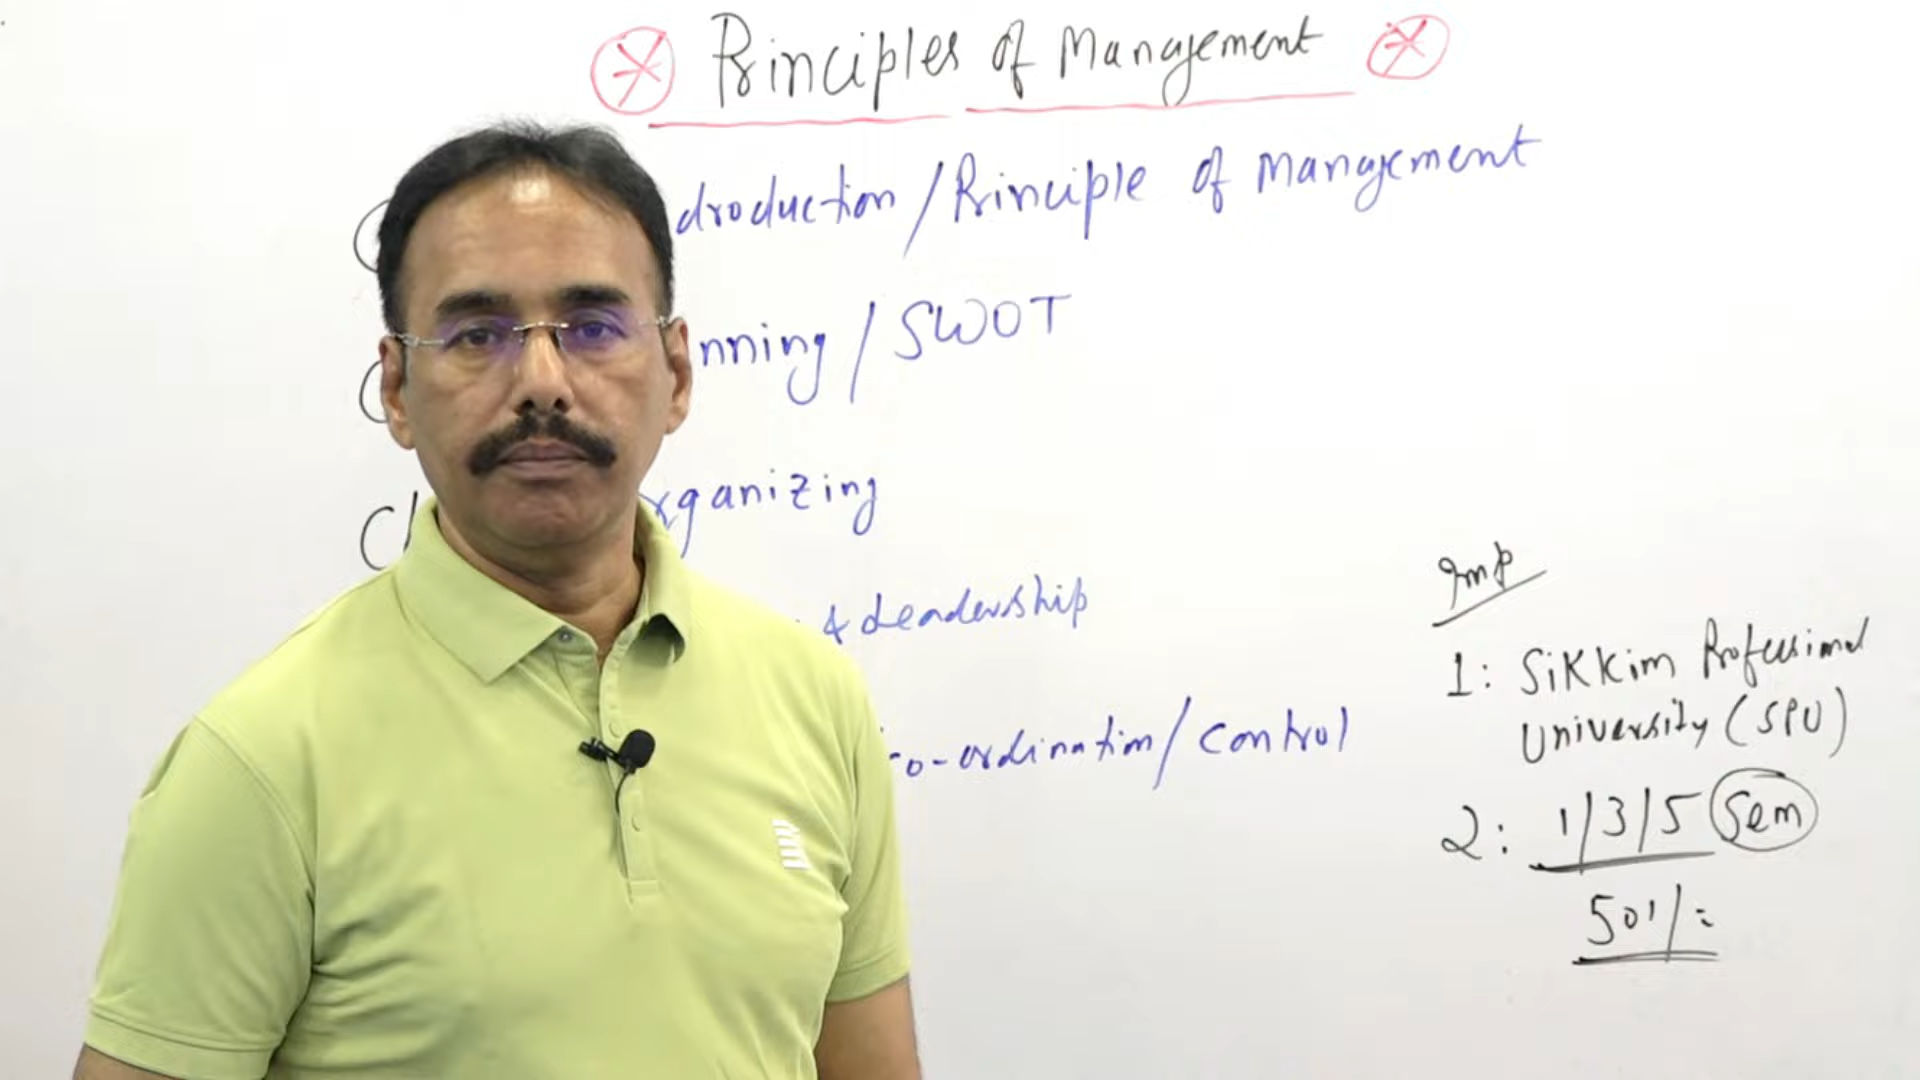 Principles of Management
droduction / Principle of Management
nning / SWOT
Ch rganizing
& Leadership
o-ordination / control
Imp
1: SiKKim Professional
University (SPU)
2: 1/3/5 Sem
501/=